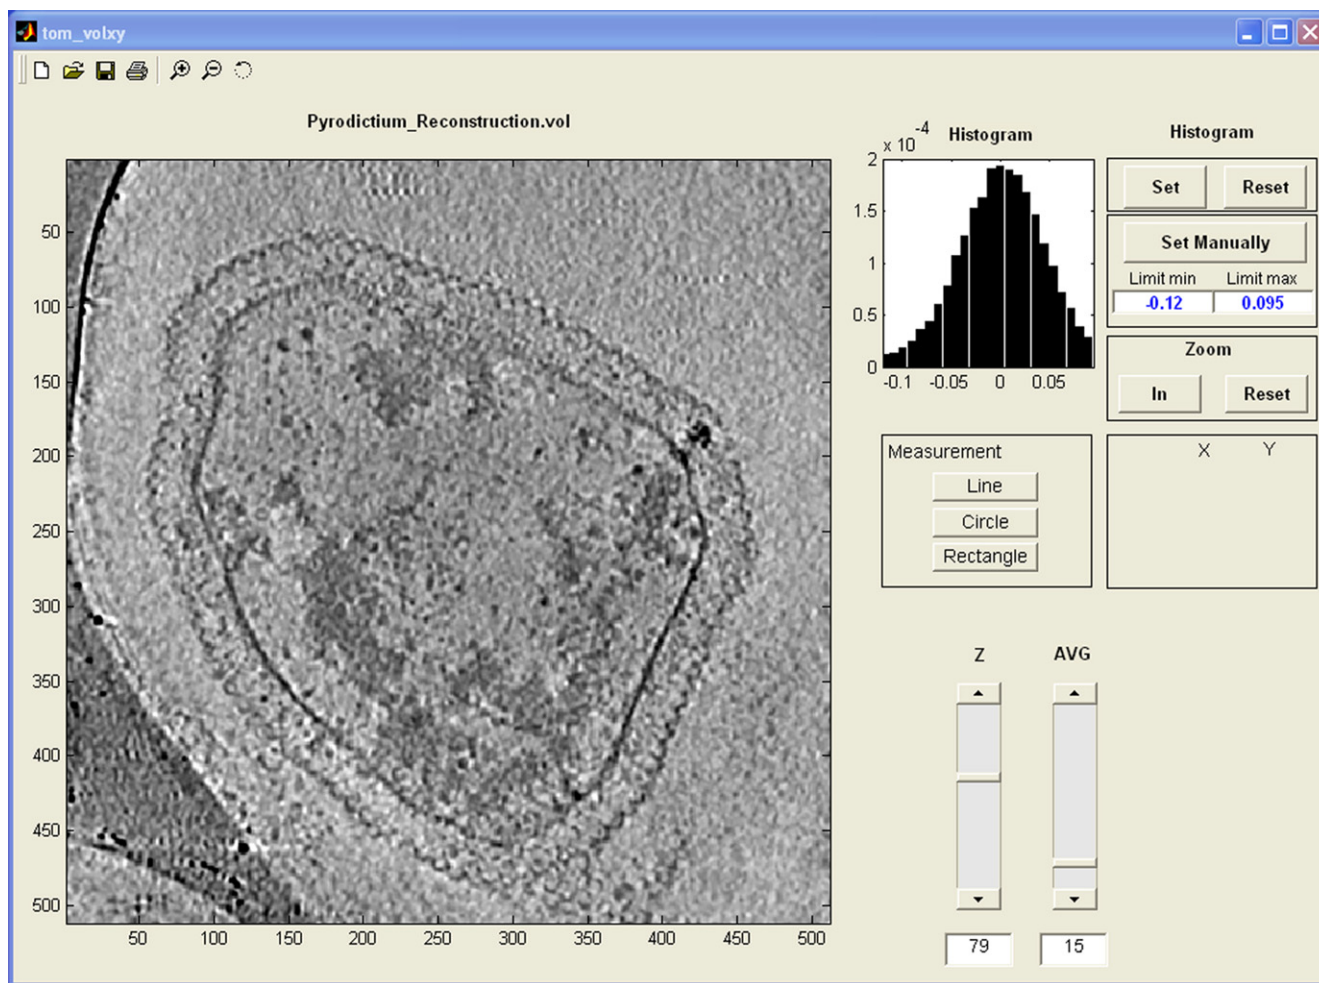 tom_volxy
Pyrodictium_Reconstruction.vol
50
100
150
200
250
300
350
400
450
500
50 100 150 200 250 300 350 400 450 500
x 10-4
Histogram
2
1.5
1
0.5
0
-0.1 -0.05 0 0.05
Histogram
Set Reset
Set Manually
Limit min Limit max
-0.12 0.095
Zoom
In Reset
Measurement
Line
Circle
Rectangle
X Y
Z AVG
79 15